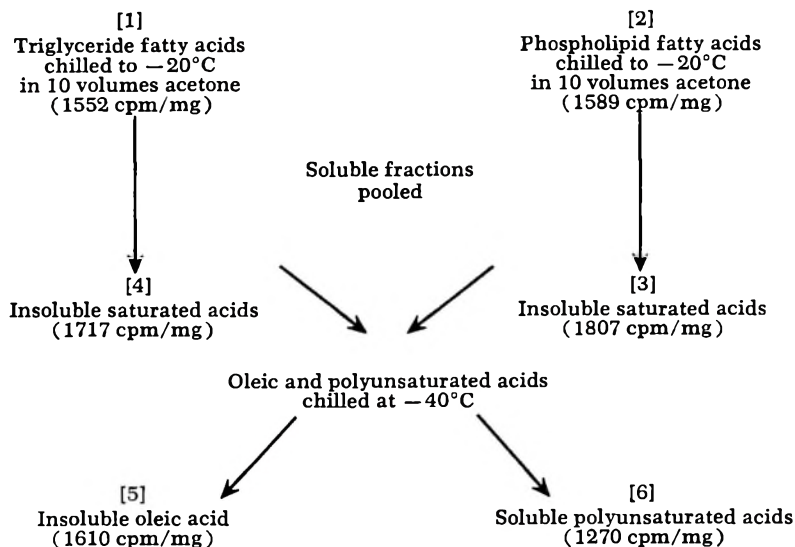 [1]
Triglyceride fatty acids
chilled to −20°C
in 10 volumes acetone
(1552 cpm/mg)
[2]
Phospholipid fatty acids
chilled to −20°C
in 10 volumes acetone
(1589 cpm/mg)
Soluble fractions
pooled
[4]
Insoluble saturated acids
(1717 cpm/mg)
[3]
Insoluble saturated acids
(1807 cpm/mg)
Oleic and polyunsaturated acids
chilled at −40°C
[5]
Insoluble oleic acid
(1610 cpm/mg)
[6]
Soluble polyunsaturated acids
(1270 cpm/mg)